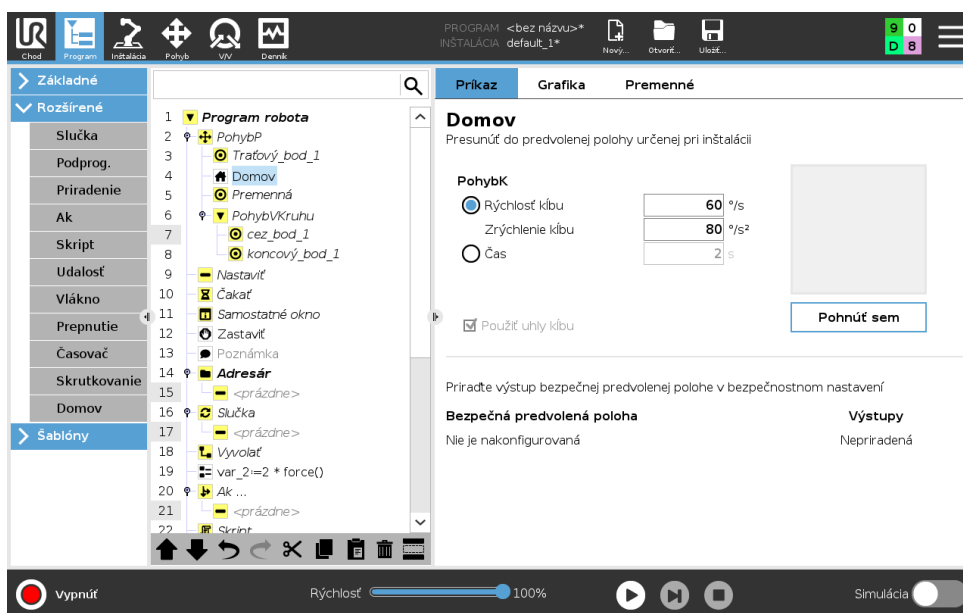 PROGRAM <bez názvu>*
INŠTALÁCIA default_1*
Chod Program Inštalácia Pohyb V/V Denník
Nový... Otvoriť... Uložiť...
9 0
D 8
Základné
Rozšírené
Slučka
Podprog.
Priradenie
Ak
Skript
Udalosť
Vlákno
Prepnutie
Časovač
Skrutkovanie
Domov
Šablóny
1 Program robota
2 PohybP
3 Traťový_bod_1
4 Domov
5 Premenná
6 PohybVKruhu
7 cez_bod_1
8 koncový_bod_1
9 Nastaviť
10 Čakať
11 Samostatné okno
12 Zastaviť
13 Poznámka
14 Adresár
15 <prázdne>
16 Slučka
17 <prázdne>
18 Vyvolať
19 var_2≔2 * force()
20 Ak ...
21 <prázdne>
22 Skript
Príkaz Grafika Premenné
Domov
Presunúť do predvolenej polohy určenej pri inštalácii
PohybK
Rýchlosť kĺbu 60 °/s
Zrýchlenie kĺbu 80 °/s²
Čas 2 s
Pohnúť sem
Použiť uhly kĺbu
Priraďte výstup bezpečnej predvolenej polohe v bezpečnostnom nastavení
Bezpečná predvolená poloha Výstupy
Nie je nakonfigurovaná Nepriradená
Vypnúť Rýchlosť 100% Simulácia